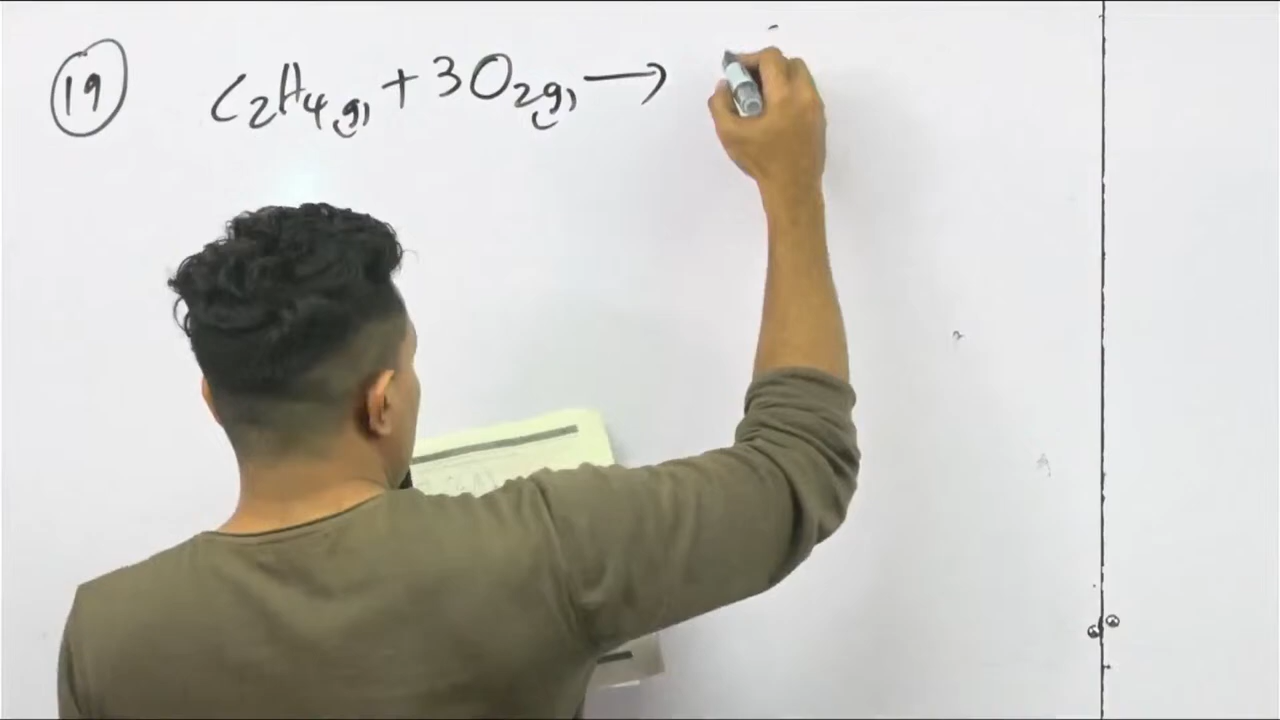 19 C2H4(g) + 3O2(g) →